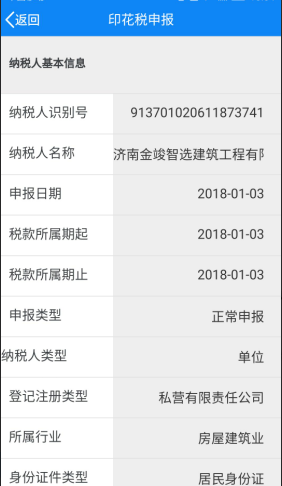 返回 印花税申报
纳税人基本信息
纳税人识别号 913701020611873741
纳税人名称 济南金竣智选建筑工程有
申报日期 2018-01-03
税款所属期起 2018-01-03
税款所属期止 2018-01-03
申报类型 正常申报
纳税人类型 单位
登记注册类型 私营有限责任公司
所属行业 房屋建筑业
身份证件类型 居民身份证